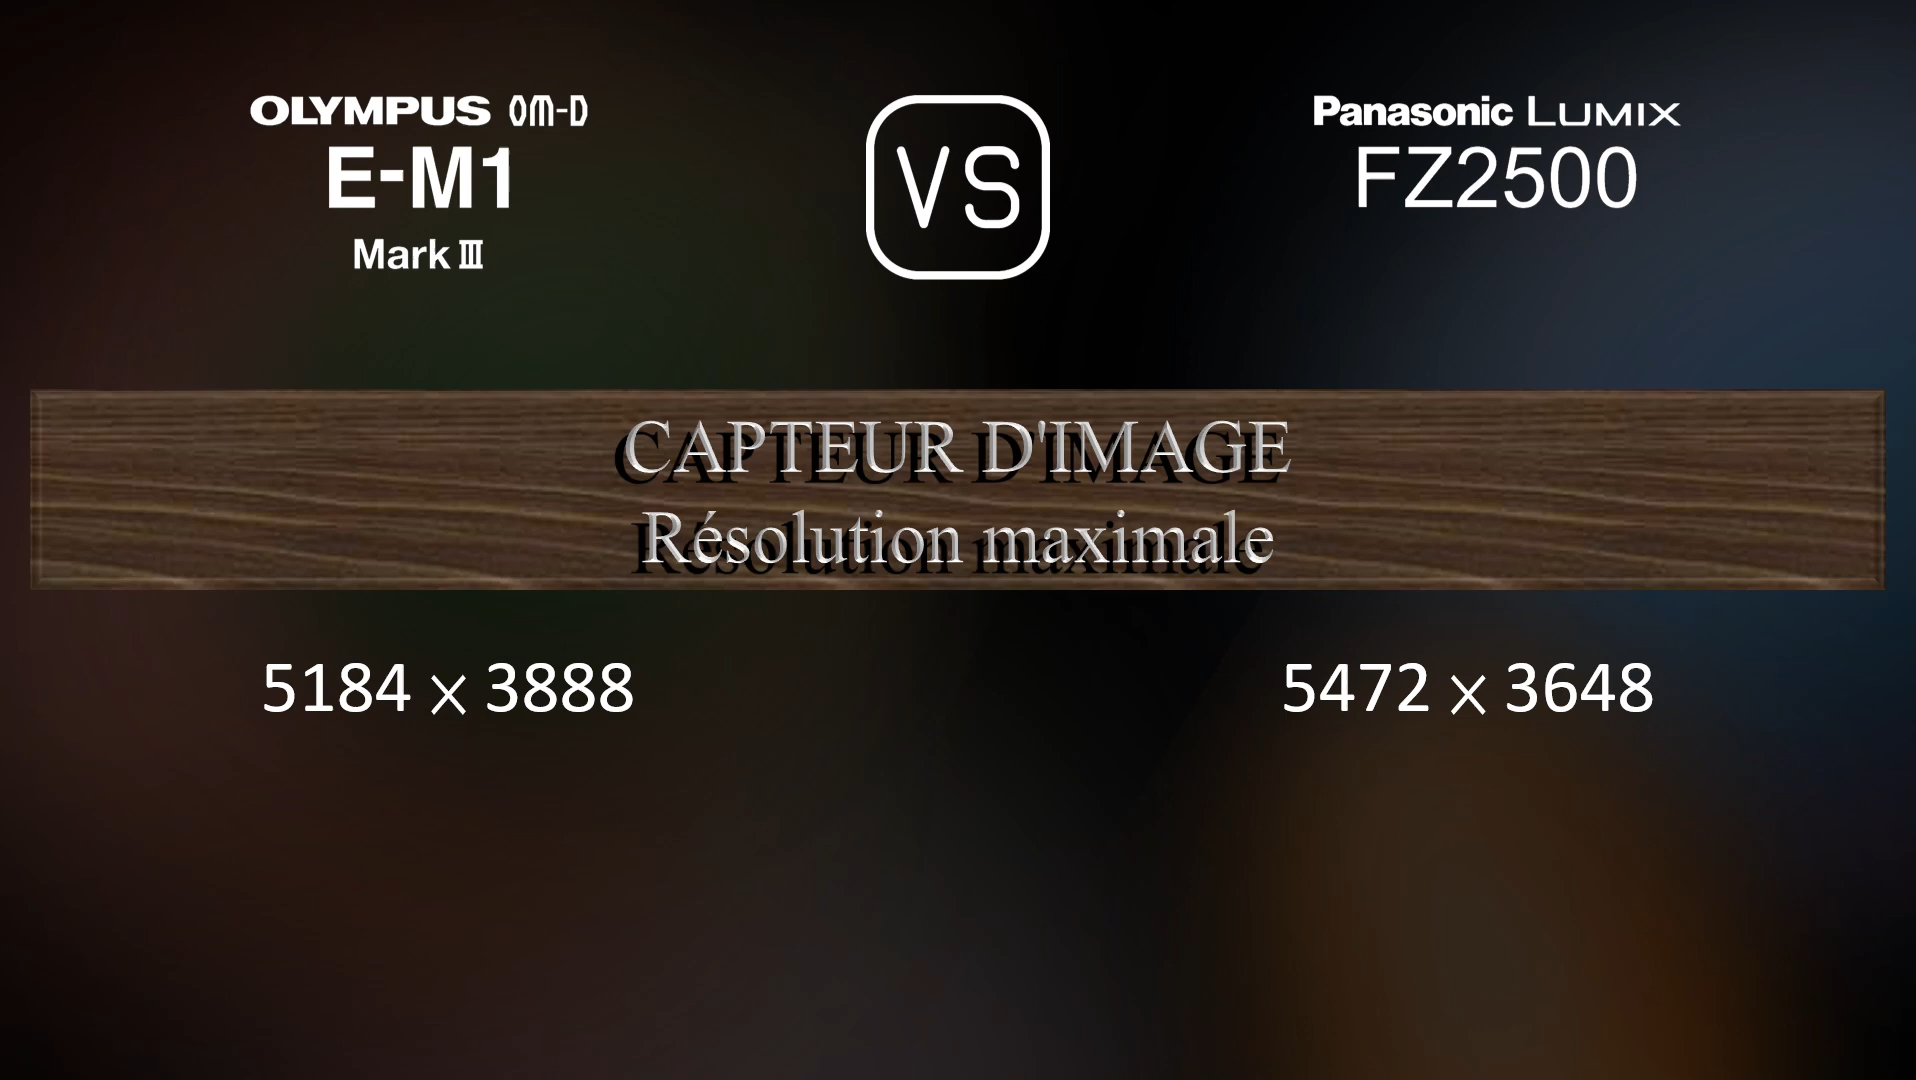 OLYMPUS OM-D
E-M1
Mark III
VS
Panasonic LUMIX
FZ2500
CAPTEUR D'IMAGE
Résolution maximale
5184 x 3888
5472 x 3648